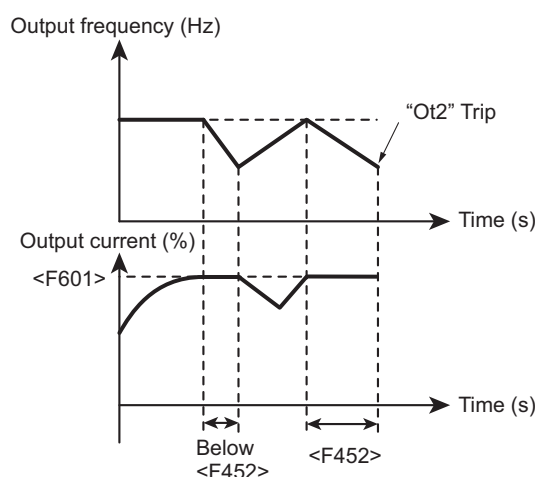 Output frequency (Hz)
“Ot2” Trip
Time (s)
Output current (%)
<F601>
Time (s)
Below
<F452>
<F452>